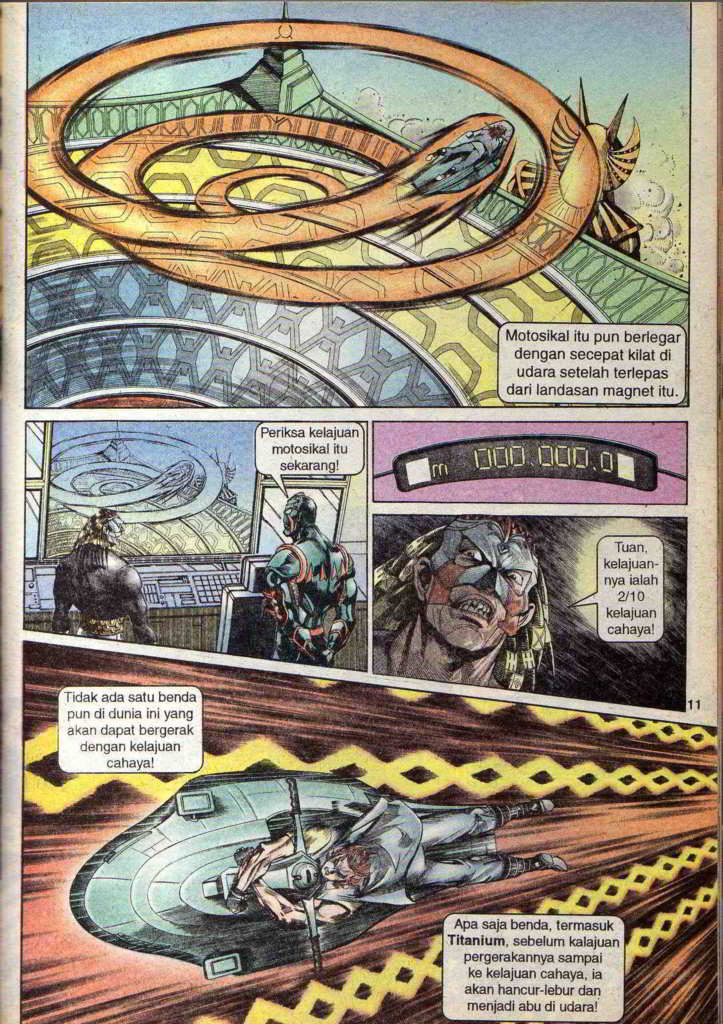 Motosikal itu pun berlegar
dengan secepat kilat di
udara setelah terlepas
dari landasan magnet itu.
Periksa kelajuan
motosikal itu
sekarang!
m 000.000.0
Tuan,
kelajuan-
nya ialah
2/10
kelajuan
cahaya!
11
Tidak ada satu benda
pun di dunia ini yang
akan dapat bergerak
dengan kelajuan
cahaya!
Apa saja benda, termasuk
Titanium, sebelum kalajuan
pergerakannya sampai
ke kelajuan cahaya, ia
akan hancur-lebur dan
menjadi abu di udara!